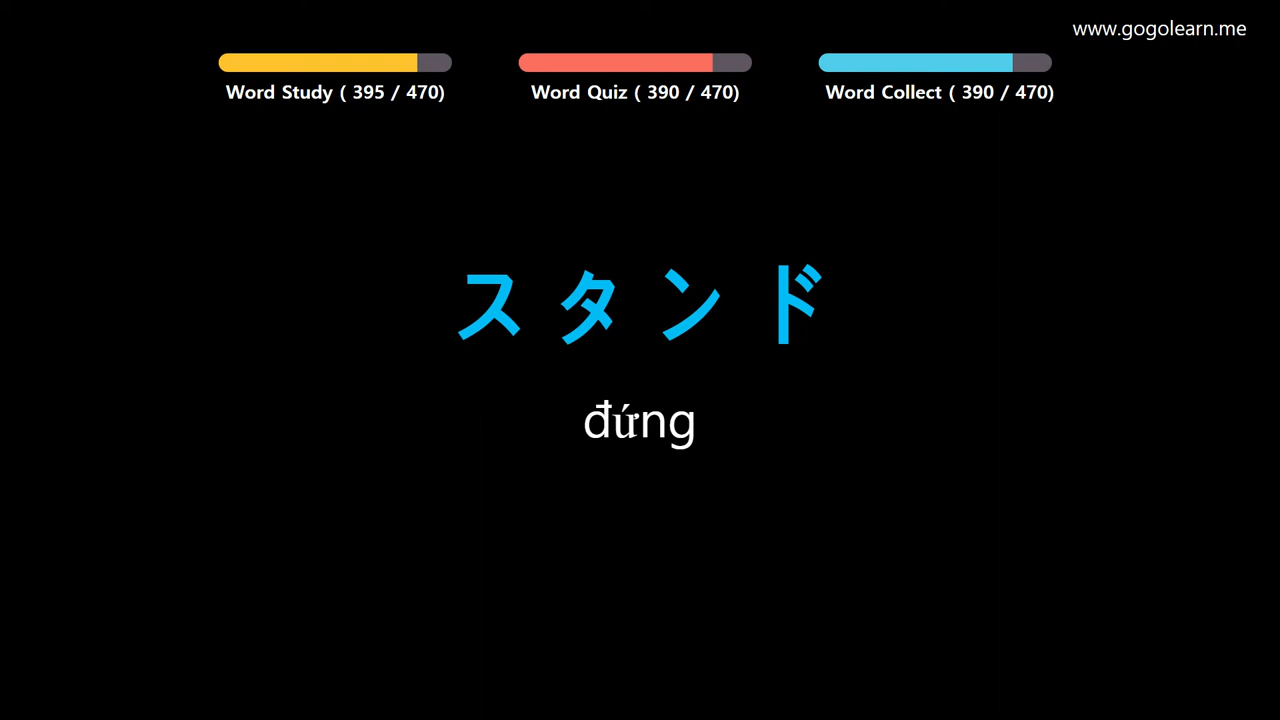 www.gogolearn.me
Word Study ( 395 / 470)
Word Quiz ( 390 / 470)
Word Collect ( 390 / 470)
スタンド
đứng